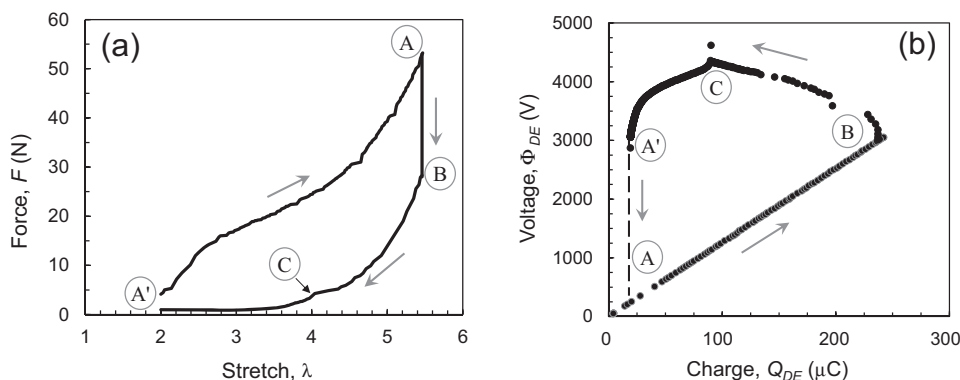 (a)
Force, F (N)
60
50
40
30
20
10
0
A
B
C
A'
1 2 3 4 5 6
Stretch, λ
(b)
Voltage, Φ_DE (V)
5000
4000
3000
2000
1000
0
C
B
A'
A
0 100 200 300
Charge, Q_DE (μC)